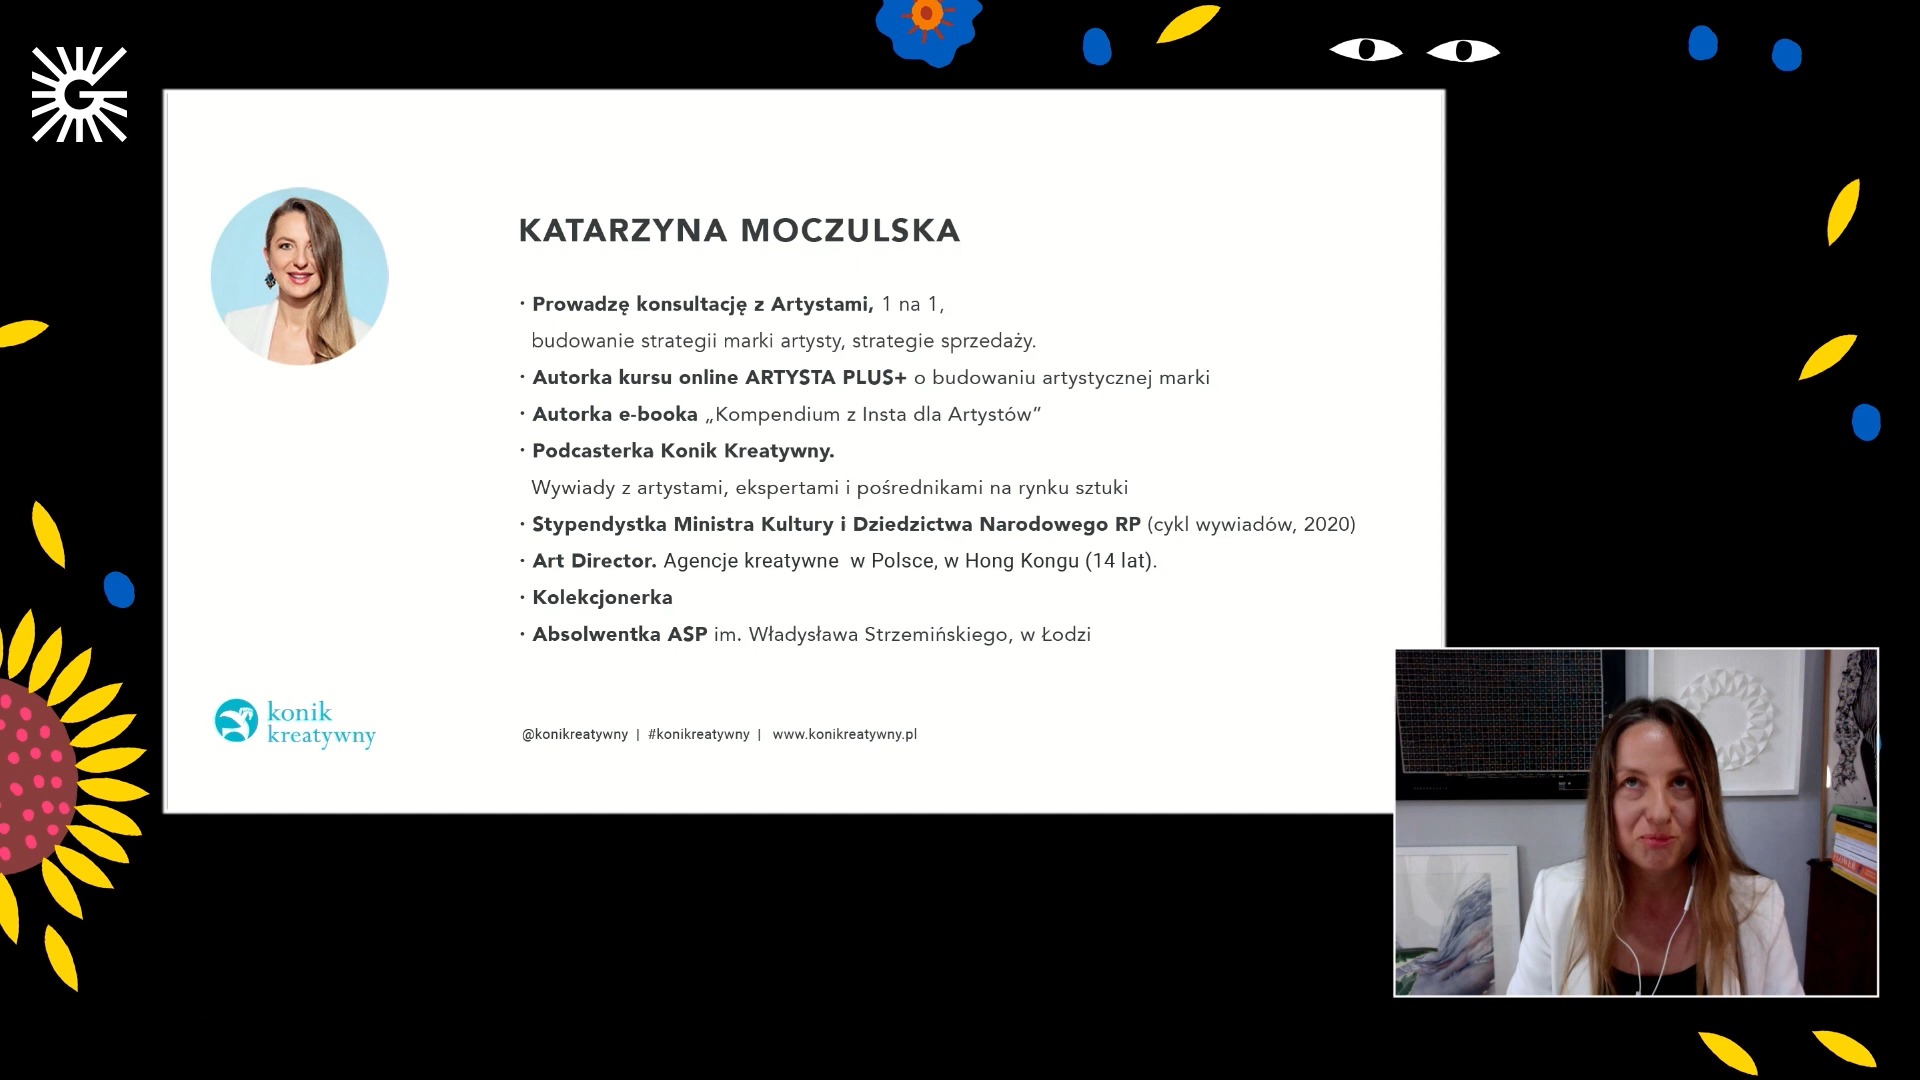 KATARZYNA MOCZULSKA
· Prowadzę konsultację z Artystami, 1 na 1,
budowanie strategii marki artysty, strategie sprzedaży.
· Autorka kursu online ARTYSTA PLUS+ o budowaniu artystycznej marki
· Autorka e-booka „Kompendium z Insta dla Artystów”
· Podcasterka Konik Kreatywny.
Wywiady z artystami, ekspertami i pośrednikami na rynku sztuki
· Stypendystka Ministra Kultury i Dziedzictwa Narodowego RP (cykl wywiadów, 2020)
· Art Director. Agencje kreatywne w Polsce, w Hong Kongu (14 lat).
· Kolekcjonerka
· Absolwentka ASP im. Władysława Strzemińskiego, w Łodzi
konik
kreatywny
@konikreatywny | #konikreatywny | www.konikreatywny.pl
G